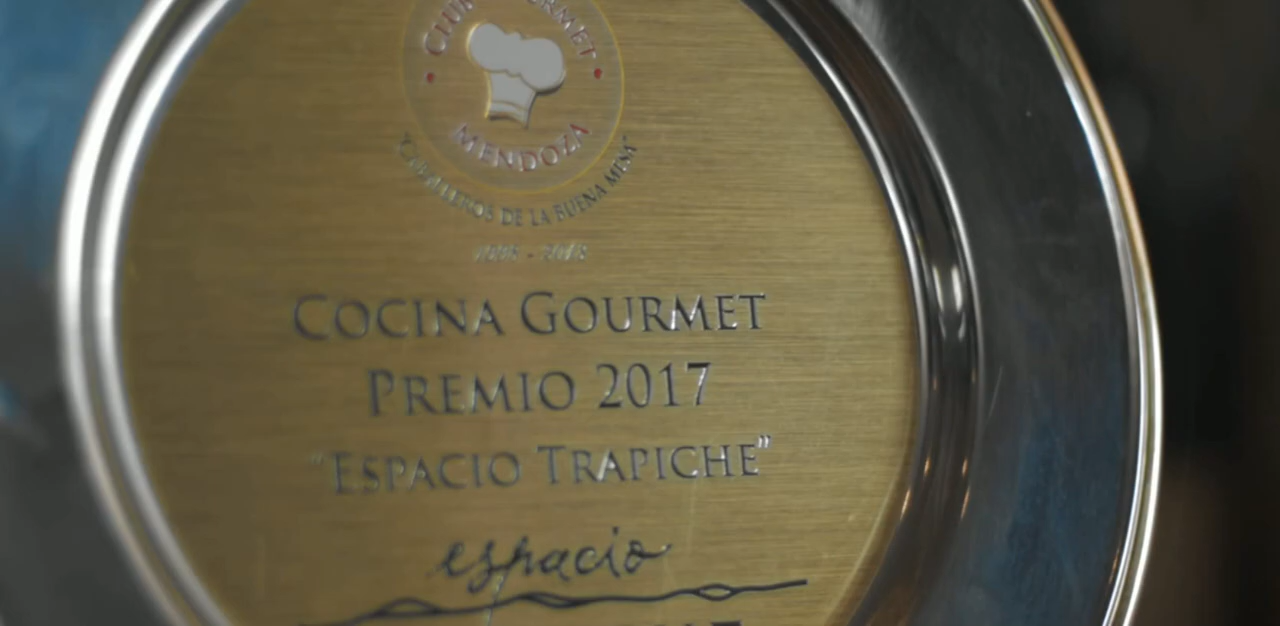 CLUB GOURMET
MENDOZA
"CABALLEROS DE LA BUENA MESA"
COCINA GOURMET
PREMIO 2017
"ESPACIO TRAPICHE"
espacio